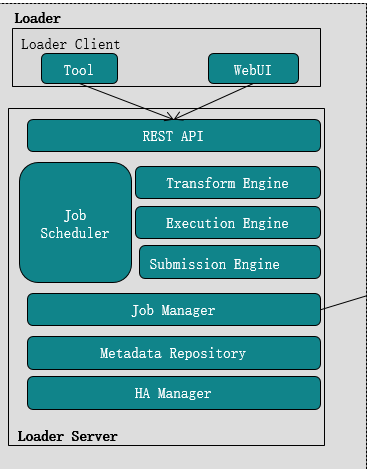 Loader
Loader Client
Tool
WebUI
REST API
Job
Scheduler
Transform Engine
Execution Engine
Submission Engine
Job Manager
Metadata Repository
HA Manager
Loader Server